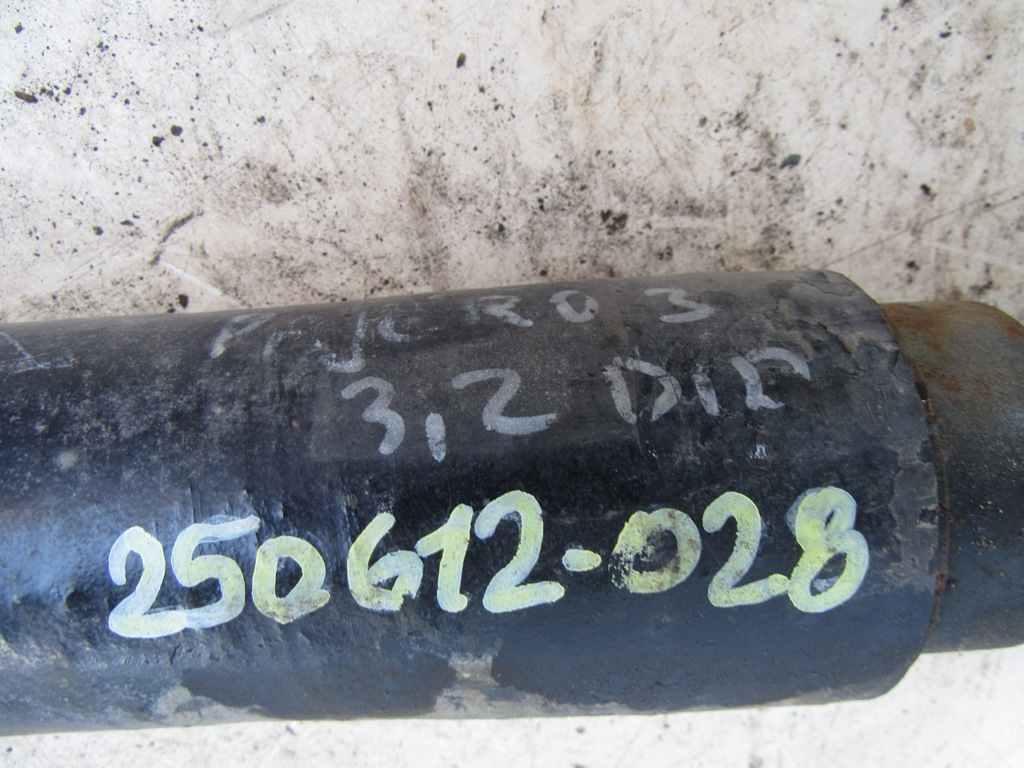 PAJERO 3
3,2 DID
250612-028